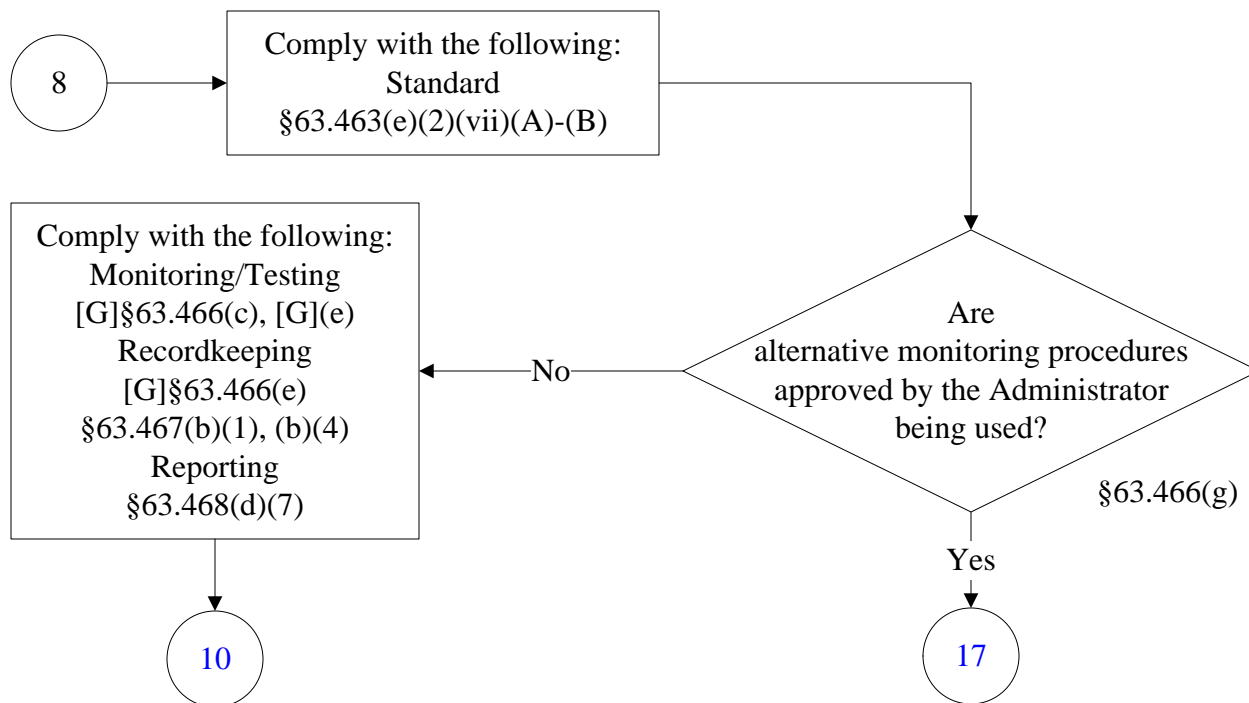 8
Comply with the following:
Standard
§63.463(e)(2)(vii)(A)-(B)
Are
alternative monitoring procedures
approved by the Administrator
being used?
§63.466(g)
No
Comply with the following:
Monitoring/Testing
[G]§63.466(c), [G](e)
Recordkeeping
[G]§63.466(e)
§63.467(b)(1), (b)(4)
Reporting
§63.468(d)(7)
10
Yes
17